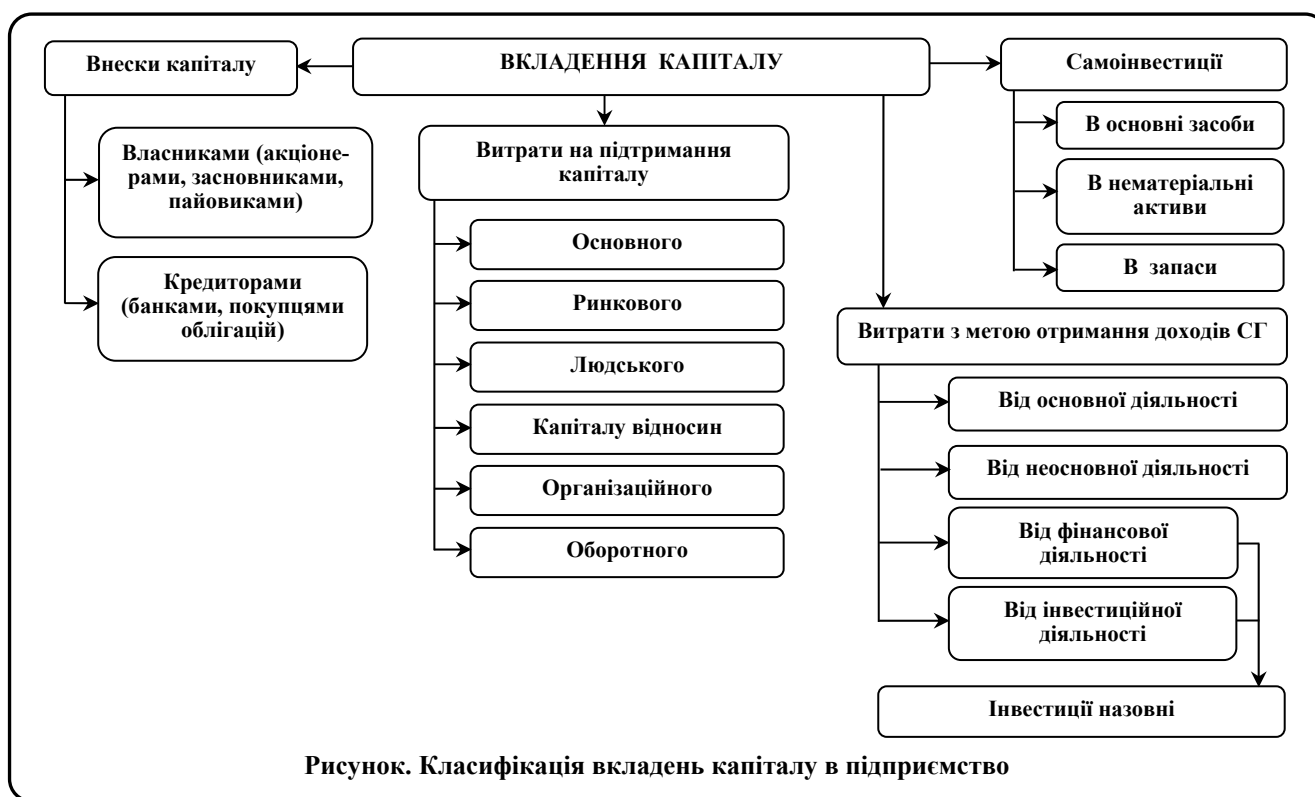 ВКЛАДЕННЯ КАПІТАЛУ
Внески капіталу
Власниками (акціоне-
рами, засновниками,
пайовиками)
Кредиторами
(банками, покупцями
облігацій)
Витрати на підтримання
капіталу
Основного
Ринкового
Людського
Капіталу відносин
Організаційного
Оборотного
Самоінвестиції
В основні засоби
В нематеріальні
активи
В запаси
Витрати з метою отримання доходів СГ
Від основної діяльності
Від неосновної діяльності
Від фінансової
діяльності
Від інвестиційної
діяльності
Інвестиції назовні
Рисунок. Класифікація вкладень капіталу в підприємство